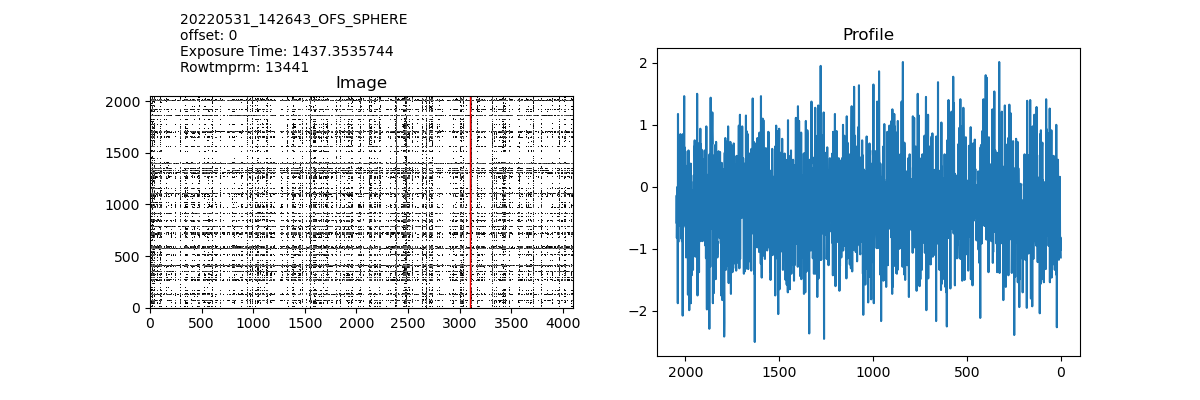 20220531_142643_OFS_SPHERE
offset: 0
Exposure Time: 1437.3535744
Rowtmprm: 13441
Image
2000
1500
1000
500
0
0 500 1000 1500 2000 2500 3000 3500 4000
Profile
2
1
0
−1
−2
2000 1500 1000 500 0